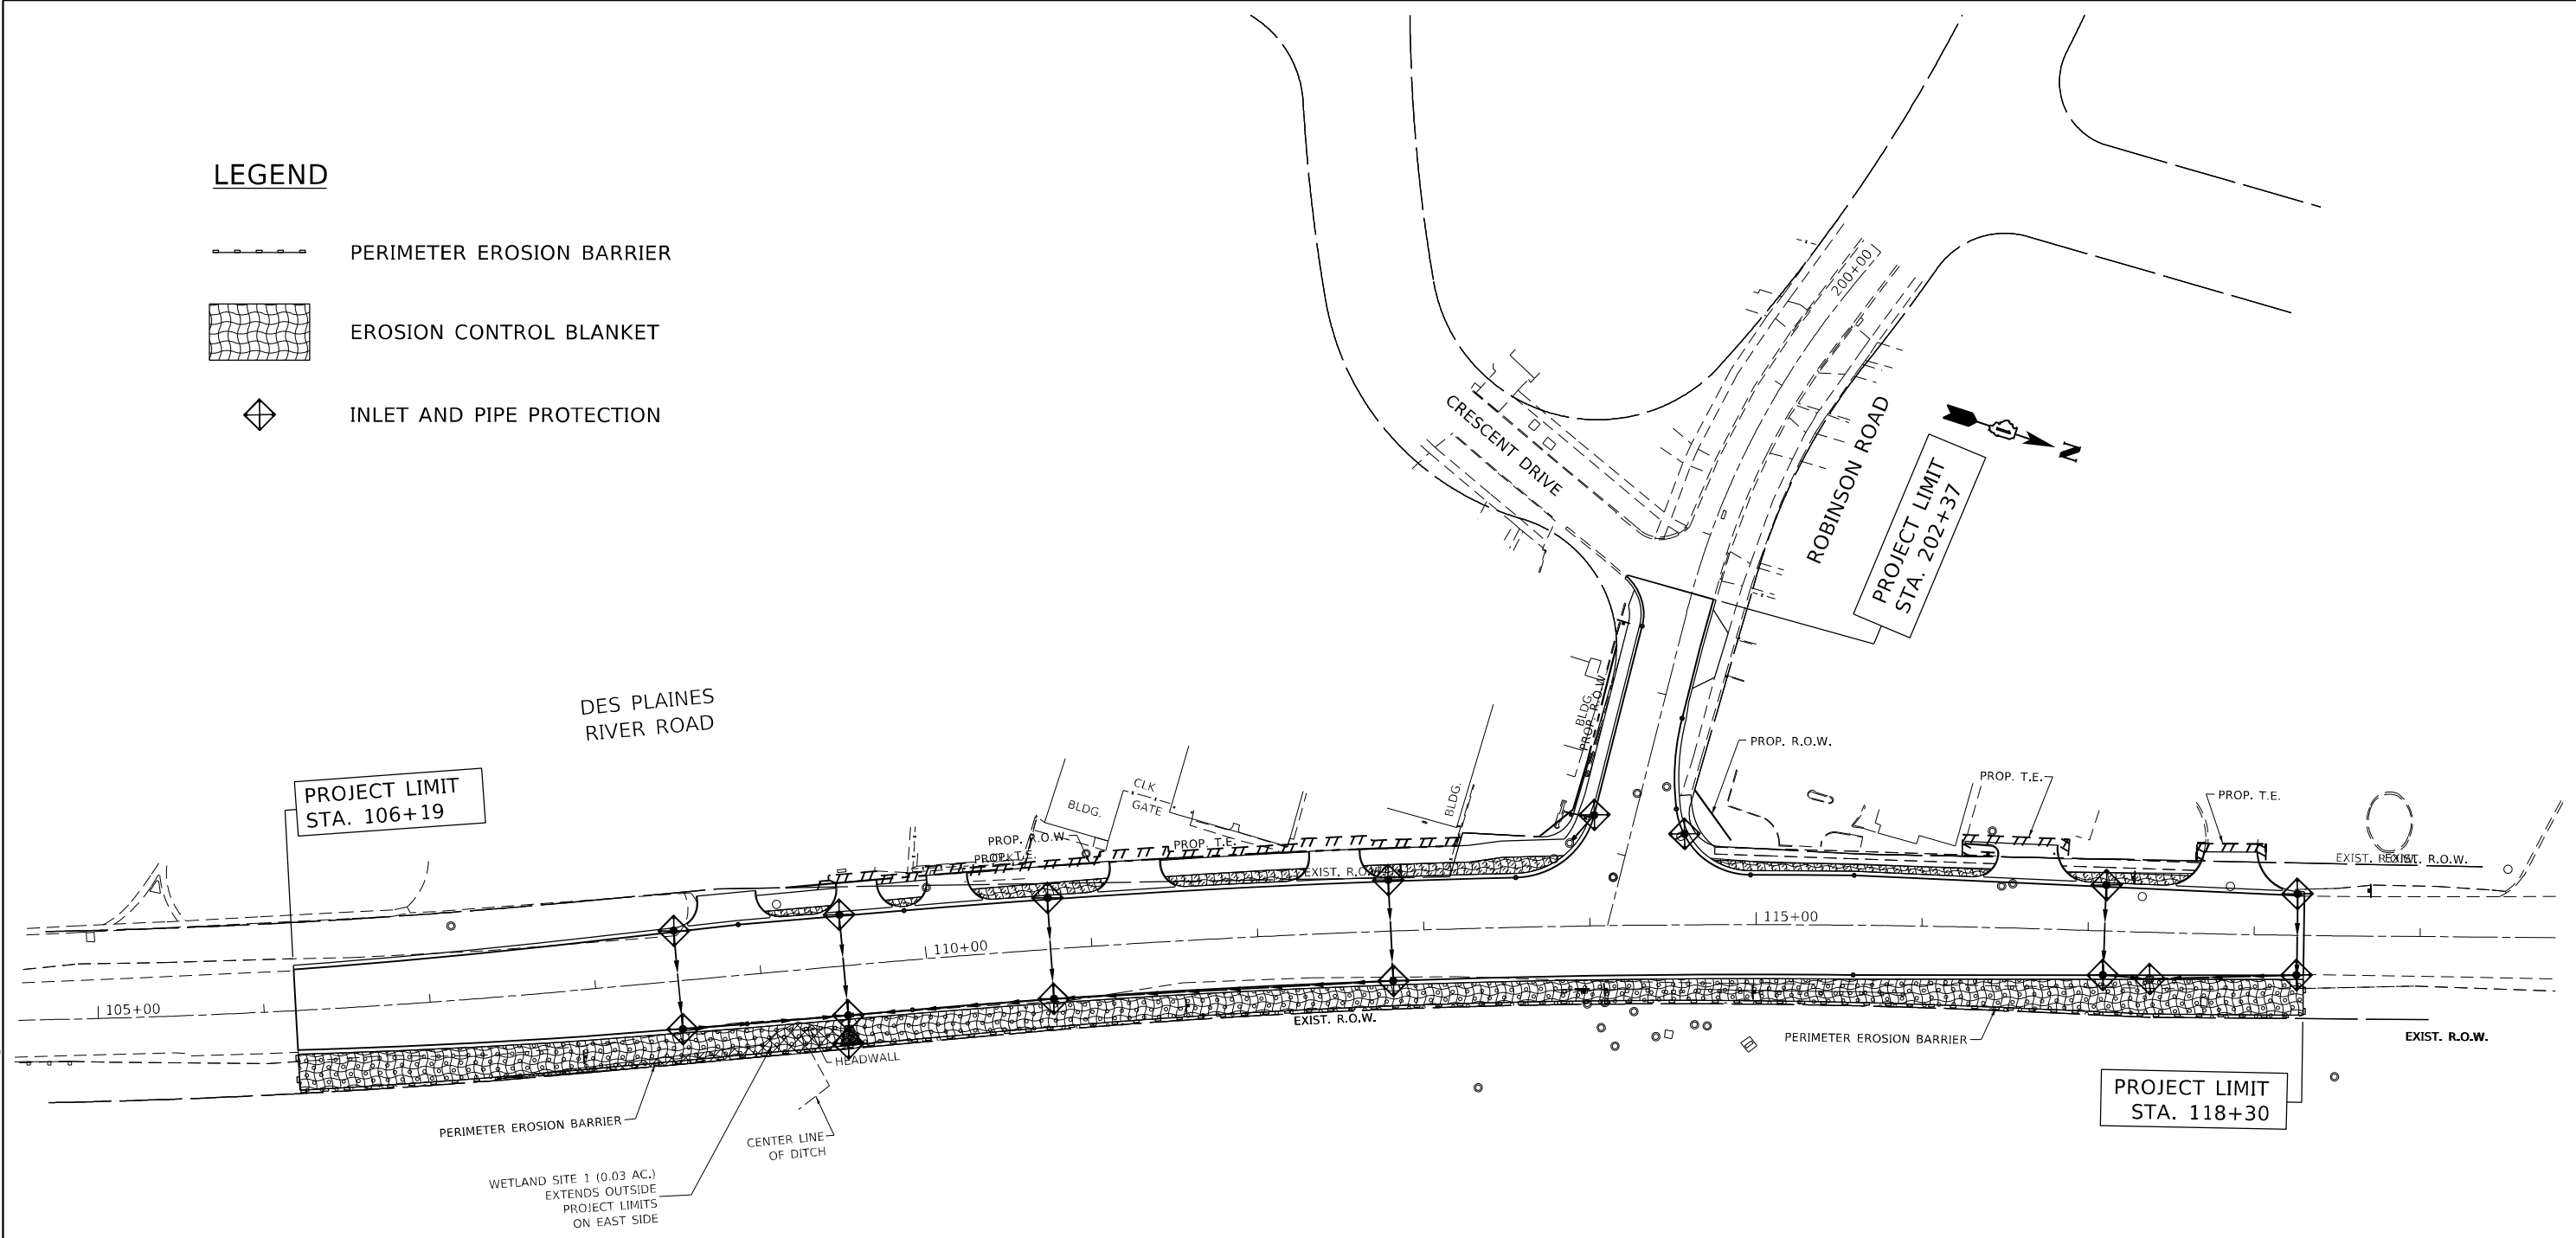 LEGEND
PERIMETER EROSION BARRIER
EROSION CONTROL BLANKET
INLET AND PIPE PROTECTION
200+00
CRESCENT DRIVE
ROBINSON ROAD
N
PROJECT LIMIT
STA. 202+37
DES PLAINES
RIVER ROAD
PROJECT LIMIT
STA. 106+19
BLDG.
CLK
GATE
BLDG.
BLDG.
PROP. R.O.W.
PROP. R.O.W.
PROP. T.E.
PROP. T.E.
PROP. R.O.W.
PROP. T.E.
PROP. T.E.
EXIST. R.O.W.
EXIST. R.O.W.
EXIST. R.O.W.
105+00
110+00
115+00
EXIST. R.O.W.
HEADWALL
PERIMETER EROSION BARRIER
EXIST. R.O.W.
PERIMETER EROSION BARRIER
CENTER LINE
OF DITCH
WETLAND SITE 1 (0.03 AC.)
EXTENDS OUTSIDE
PROJECT LIMITS
ON EAST SIDE
PROJECT LIMIT
STA. 118+30